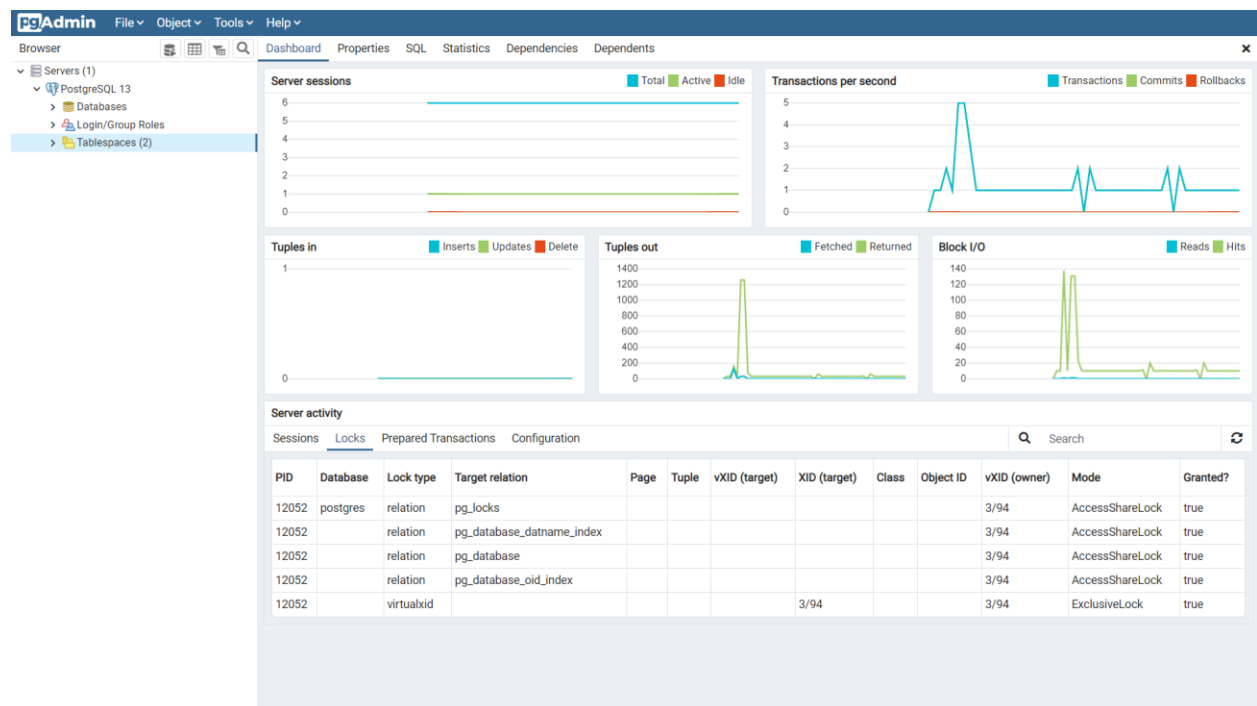 pgAdmin File Object Tools Help
Browser Dashboard Properties SQL Statistics Dependencies Dependents
Servers (1)
PostgreSQL 13
Databases
Login/Group Roles
Tablespaces (2)
Server sessions Total Active Idle
6
5
4
3
2
1
0
Transactions per second Transactions Commits Rollbacks
5
4
3
2
1
0
Tuples in Inserts Updates Delete
1
0
Tuples out Fetched Returned
1400
1200
1000
800
600
400
200
0
Block I/O Reads Hits
140
120
100
80
60
40
20
0
Server activity
Sessions Locks Prepared Transactions Configuration Search
PID Database Lock type Target relation Page Tuple vXID (target) XID (target) Class Object ID vXID (owner) Mode Granted?
12052 postgres relation pg_locks 3/94 AccessShareLock true
12052 relation pg_database_datname_index 3/94 AccessShareLock true
12052 relation pg_database 3/94 AccessShareLock true
12052 relation pg_database_oid_index 3/94 AccessShareLock true
12052 virtualxid 3/94 3/94 ExclusiveLock true